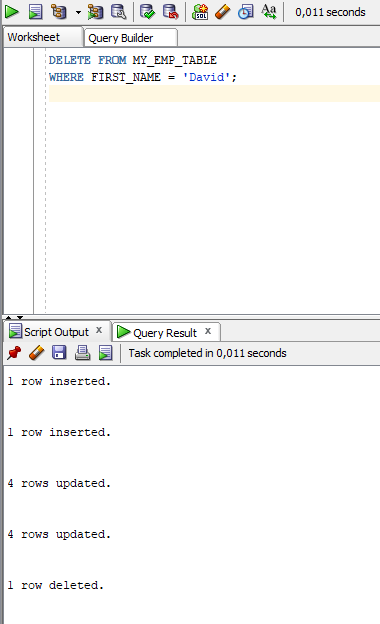 0,011 seconds
Worksheet Query Builder
DELETE FROM MY_EMP_TABLE
WHERE FIRST_NAME = 'David';
Script Output x Query Result x
Task completed in 0,011 seconds
1 row inserted.
1 row inserted.
4 rows updated.
4 rows updated.
1 row deleted.